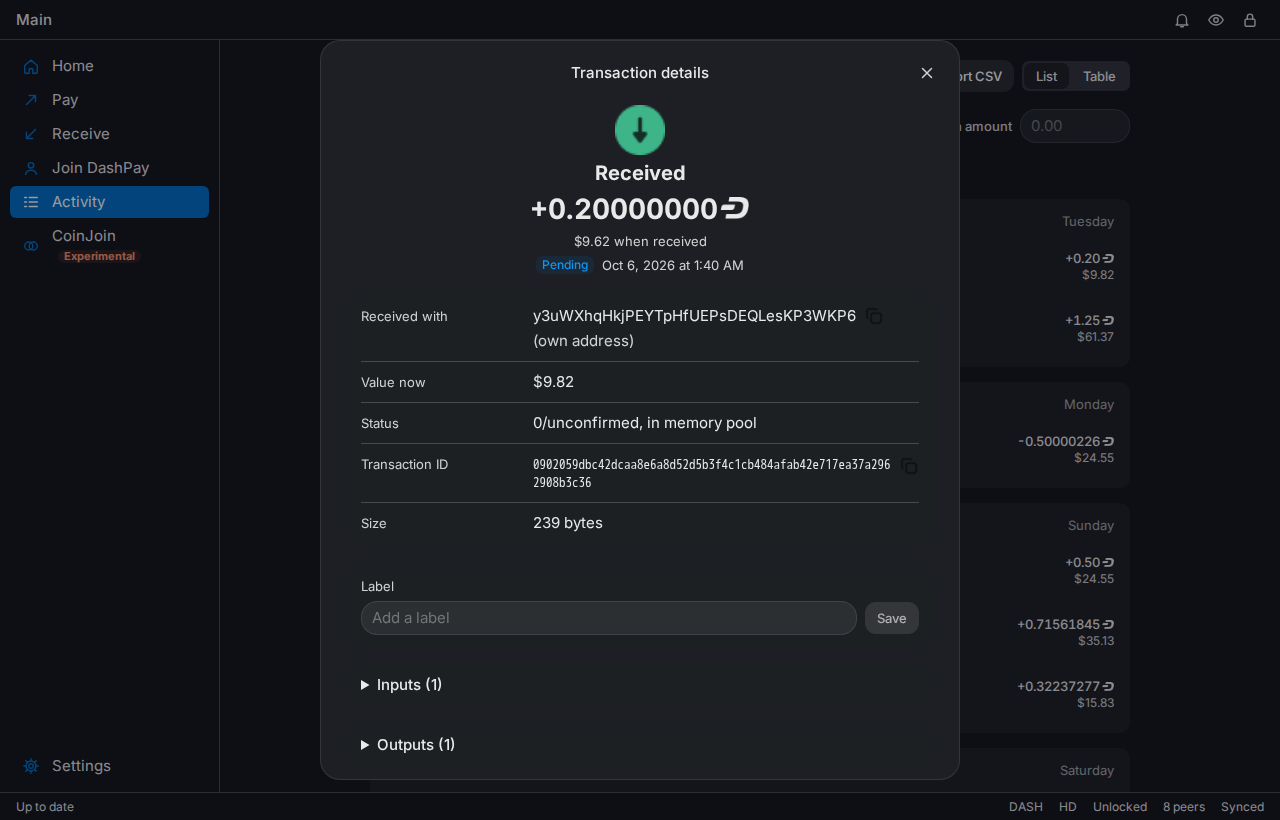 Main
Home
Pay
Receive
Join DashPay
Activity
CoinJoin
Experimental
Settings
Transaction details
Received
+0.20000000
$9.62 when received
Pending Oct 6, 2026 at 1:40 AM
Received with y3uWXhqHkjPEYTpHfUEPsDEQLesKP3WKP6
(own address)
Value now $9.82
Status 0/unconfirmed, in memory pool
Transaction ID 0902059dbc42dcaa8e6a8d52d5b3f4c1cb484afab42e717ea37a296
2908b3c36
Size 239 bytes
Label
Add a label Save
Inputs (1)
Outputs (1)
CSV List Table
amount 0.00
Tuesday
+0.20
$9.82
+1.25
$61.37
Monday
-0.50000226
$24.55
Sunday
+0.50
$24.55
+0.71561845
$35.13
+0.32237277
$15.83
Saturday
Up to date DASH HD Unlocked 8 peers Synced